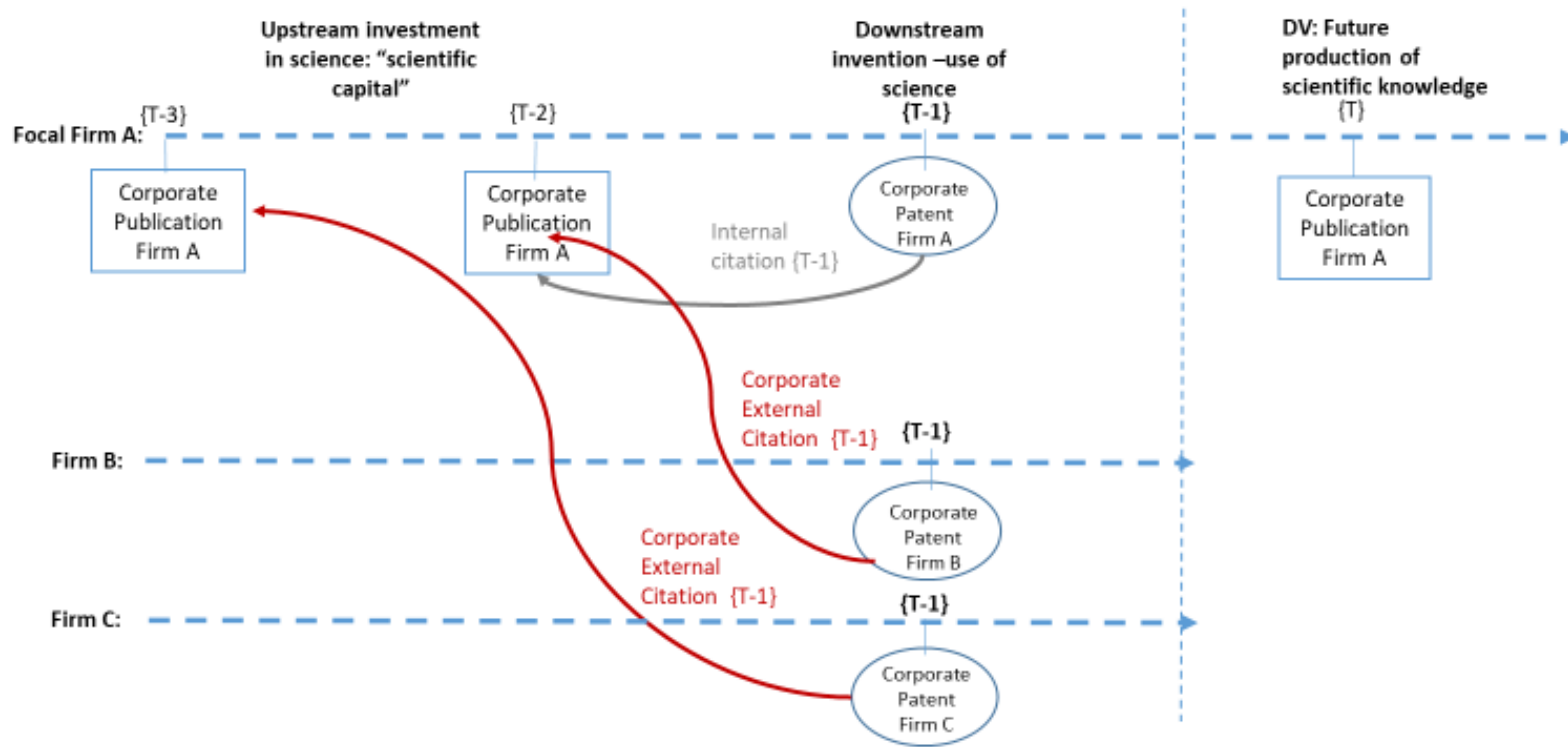 Upstream investment
in science: “scientific
capital”
Downstream
invention –use of
science
DV: Future
production of
scientific knowledge
{T-3}
{T-2}
{T-1}
{T}
Focal Firm A:
Corporate
Publication
Firm A
Corporate
Publication
Firm A
Corporate
Patent
Firm A
Corporate
Publication
Firm A
Internal
citation {T-1}
Corporate
External
Citation {T-1}
{T-1}
Firm B:
Corporate
Patent
Firm B
Corporate
External
Citation {T-1}
{T-1}
Firm C:
Corporate
Patent
Firm C